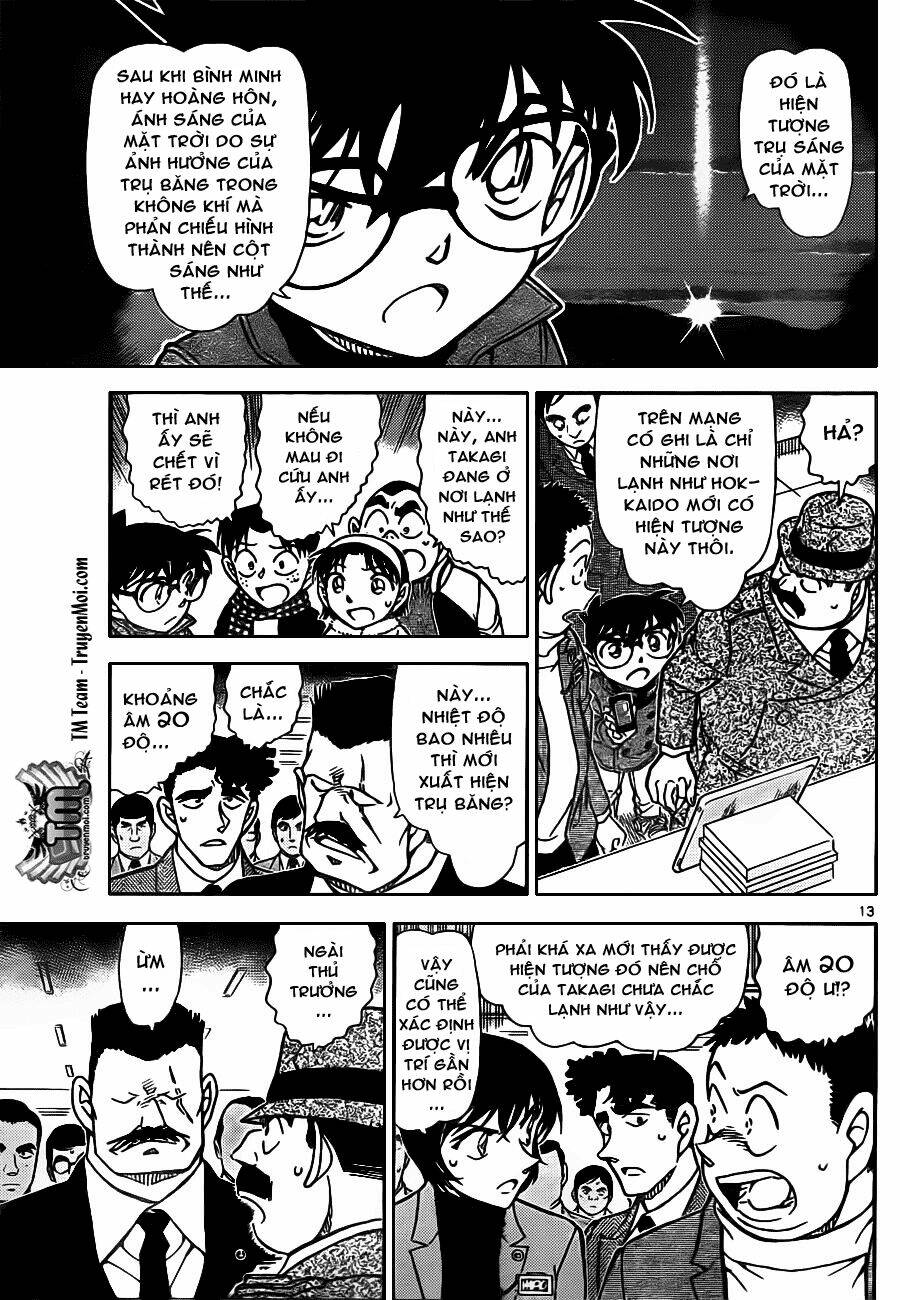 ĐÓ LÀ
HIỆN
TƯỢNG
TRỤ SÁNG
CỦA MẶT
TRỜI...
SAU KHI BÌNH MINH
HAY HOÀNG HÔN,
ÁNH SÁNG CỦA
MẶT TRỜI DO SỰ
ẢNH HƯỞNG CỦA
TRỤ BĂNG TRONG
KHÔNG KHÍ MÀ
PHẢN CHIẾU HÌNH
THÀNH NÊN CỘT
SÁNG NHƯ
THẾ...
HẢ?
TRÊN MẠNG
CÓ GHI LÀ CHỈ
NHỮNG NƠI
LẠNH NHƯ HOK-
KAIDO MỚI CÓ
HIỆN TƯỢNG
NÀY THÔI.
NÀY...
NÀY, ANH
TAKAGI
ĐANG Ở
NƠI LẠNH
NHƯ THẾ
SAO?
NẾU
KHÔNG
MAU ĐI
CỨU ANH
ẤY...
THÌ ANH
ẤY SẼ
CHẾT VÌ
RÉT ĐÓ!
NÀY...
NHIỆT ĐỘ
BAO NHIÊU
THÌ MỚI
XUẤT HIỆN
TRỤ BĂNG?
CHẮC
LÀ...
KHOẢNG
ÂM 20
ĐỘ...
TM Team - TruyenMoi.com
TM
truyenmoi.com
13
ÂM 20
ĐỘ Ư!?
PHẢI KHÁ XA MỚI THẤY ĐƯỢC
HIỆN TƯỢNG ĐÓ NÊN CHỖ
CỦA TAKAGI CHƯA CHẮC
LẠNH NHƯ VẬY...
VẬY
CŨNG
CÓ THỂ
XÁC ĐỊNH
ĐƯỢC VỊ
TRÍ GẦN
HƠN RỒI
...
NGÀI
THỦ
TRƯỞNG
...
ỪM
...